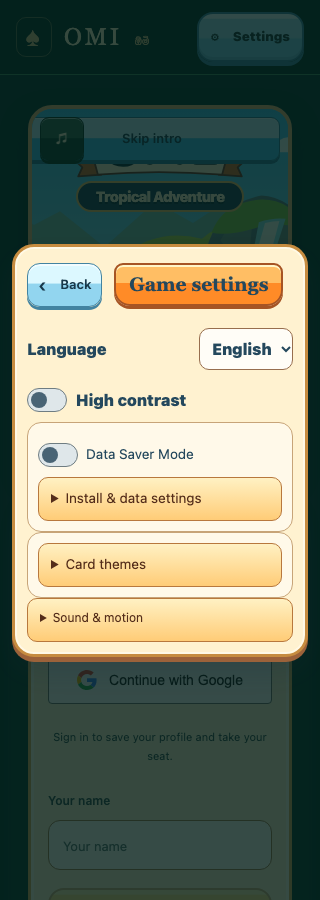 OMI
Settings
Skip intro
Tropical Adventure
Back
Game settings
Language
English
High contrast
Data Saver Mode
Install & data settings
Card themes
Sound & motion
Continue with Google
Sign in to save your profile and take your
seat.
Your name
Your name